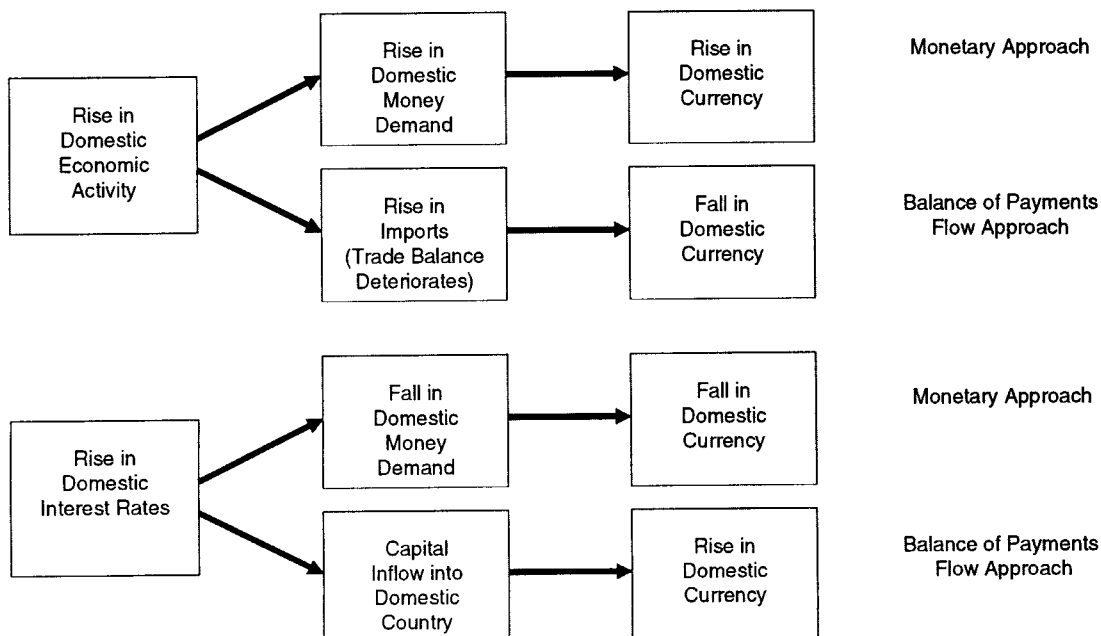 Rise in
Domestic
Economic
Activity
Rise in
Domestic
Money
Demand
Rise in
Domestic
Currency
Monetary Approach
Rise in
Imports
(Trade Balance
Deteriorates)
Fall in
Domestic
Currency
Balance of Payments
Flow Approach
Rise in
Domestic
Interest Rates
Fall in
Domestic
Money
Demand
Fall in
Domestic
Currency
Monetary Approach
Capital
Inflow into
Domestic
Country
Rise in
Domestic
Currency
Balance of Payments
Flow Approach